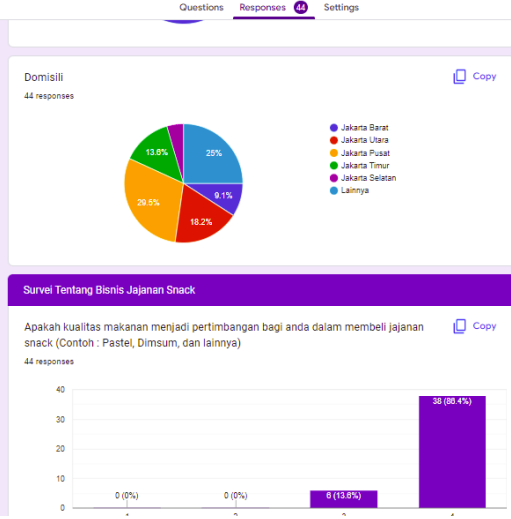 Questions Responses 44 Settings
Domisili
Copy
44 responses
Jakarta Barat
Jakarta Utara
Jakarta Pusat
Jakarta Timur
Jakarta Selatan
Lainnya
25%
9.1%
18.2%
29.5%
13.6%
Survei Tentang Bisnis Jajanan Snack
Apakah kualitas makanan menjadi pertimbangan bagi anda dalam membeli jajanan
snack (Contoh : Pastel, Dimsum, dan lainnya)
Copy
44 responses
40
30
20
10
0
0 (0%)
0 (0%)
6 (13.6%)
38 (86.4%)